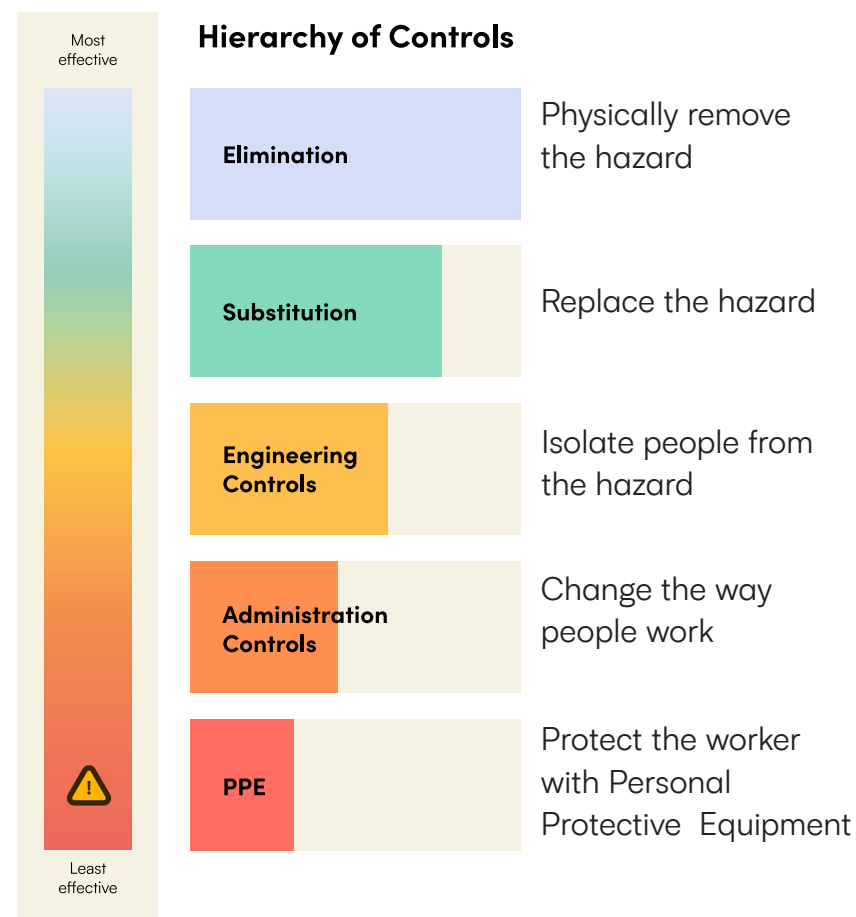 Most
effective
Hierarchy of Controls
Elimination
Physically remove
the hazard
Substitution
Replace the hazard
Engineering
Controls
Isolate people from
the hazard
Administration
Controls
Change the way
people work
!
PPE
Protect the worker
with Personal
Protective Equipment
Least
effective